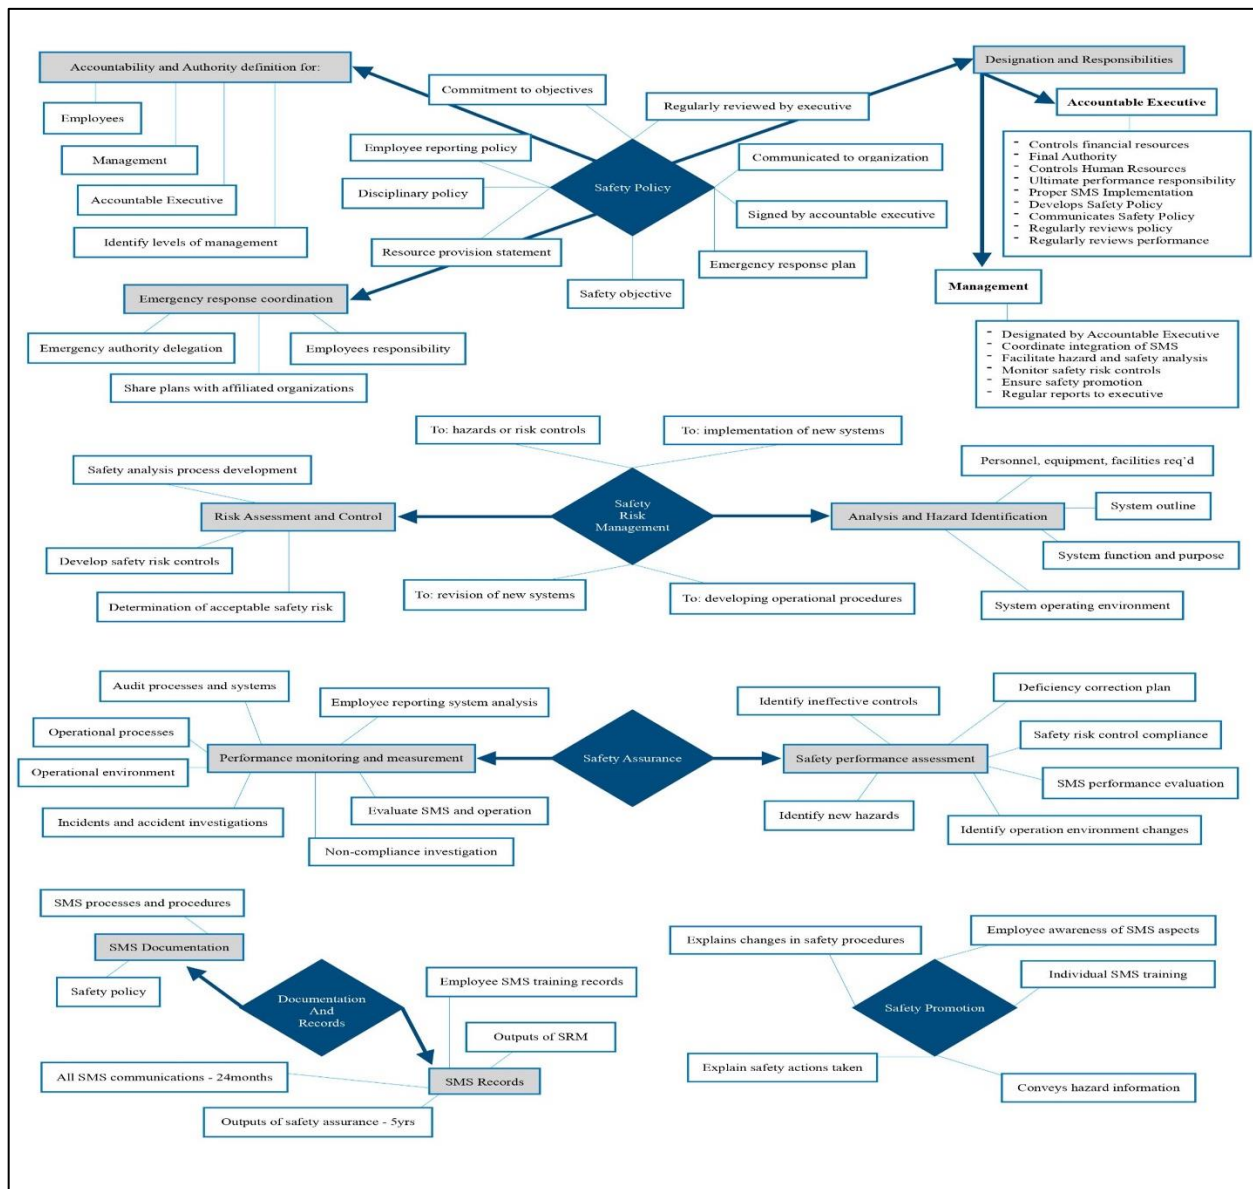 Accountability and Authority definition for:
Employees
Management
Accountable Executive
Identify levels of management
Commitment to objectives
Regularly reviewed by executive
Employee reporting policy
Communicated to organization
Disciplinary policy
Safety Policy
Signed by accountable executive
Resource provision statement
Emergency response plan
Safety objective
Designation and Responsibilities
Accountable Executive
- Controls financial resources
- Final Authority
- Controls Human Resources
- Ultimate performance responsibility
- Proper SMS Implementation
- Develops Safety Policy
- Communicates Safety Policy
- Regularly reviews policy
- Regularly reviews performance
Management
- Designated by Accountable Executive
- Coordinate integration of SMS
- Facilitate hazard and safety analysis
- Monitor safety risk controls
- Ensure safety promotion
- Regular reports to executive
Emergency response coordination
Emergency authority delegation
Employees responsibility
Share plans with affiliated organizations
To: hazards or risk controls
To: implementation of new systems
Safety analysis process development
Risk Assessment and Control
Develop safety risk controls
Determination of acceptable safety risk
Safety
Risk
Management
To: revision of new systems
To: developing operational procedures
Personnel, equipment, facilities req'd
System outline
Analysis and Hazard Identification
System function and purpose
System operating environment
Audit processes and systems
Employee reporting system analysis
Operational processes
Performance monitoring and measurement
Operational environment
Evaluate SMS and operation
Incidents and accident investigations
Non-compliance investigation
Safety Assurance
Identify ineffective controls
Deficiency correction plan
Safety risk control compliance
Safety performance assessment
SMS performance evaluation
Identify new hazards
Identify operation environment changes
SMS processes and procedures
SMS Documentation
Safety policy
Documentation
And
Records
Employee SMS training records
Outputs of SRM
All SMS communications - 24months
SMS Records
Outputs of safety assurance - 5yrs
Explains changes in safety procedures
Employee awareness of SMS aspects
Individual SMS training
Safety Promotion
Explain safety actions taken
Conveys hazard information